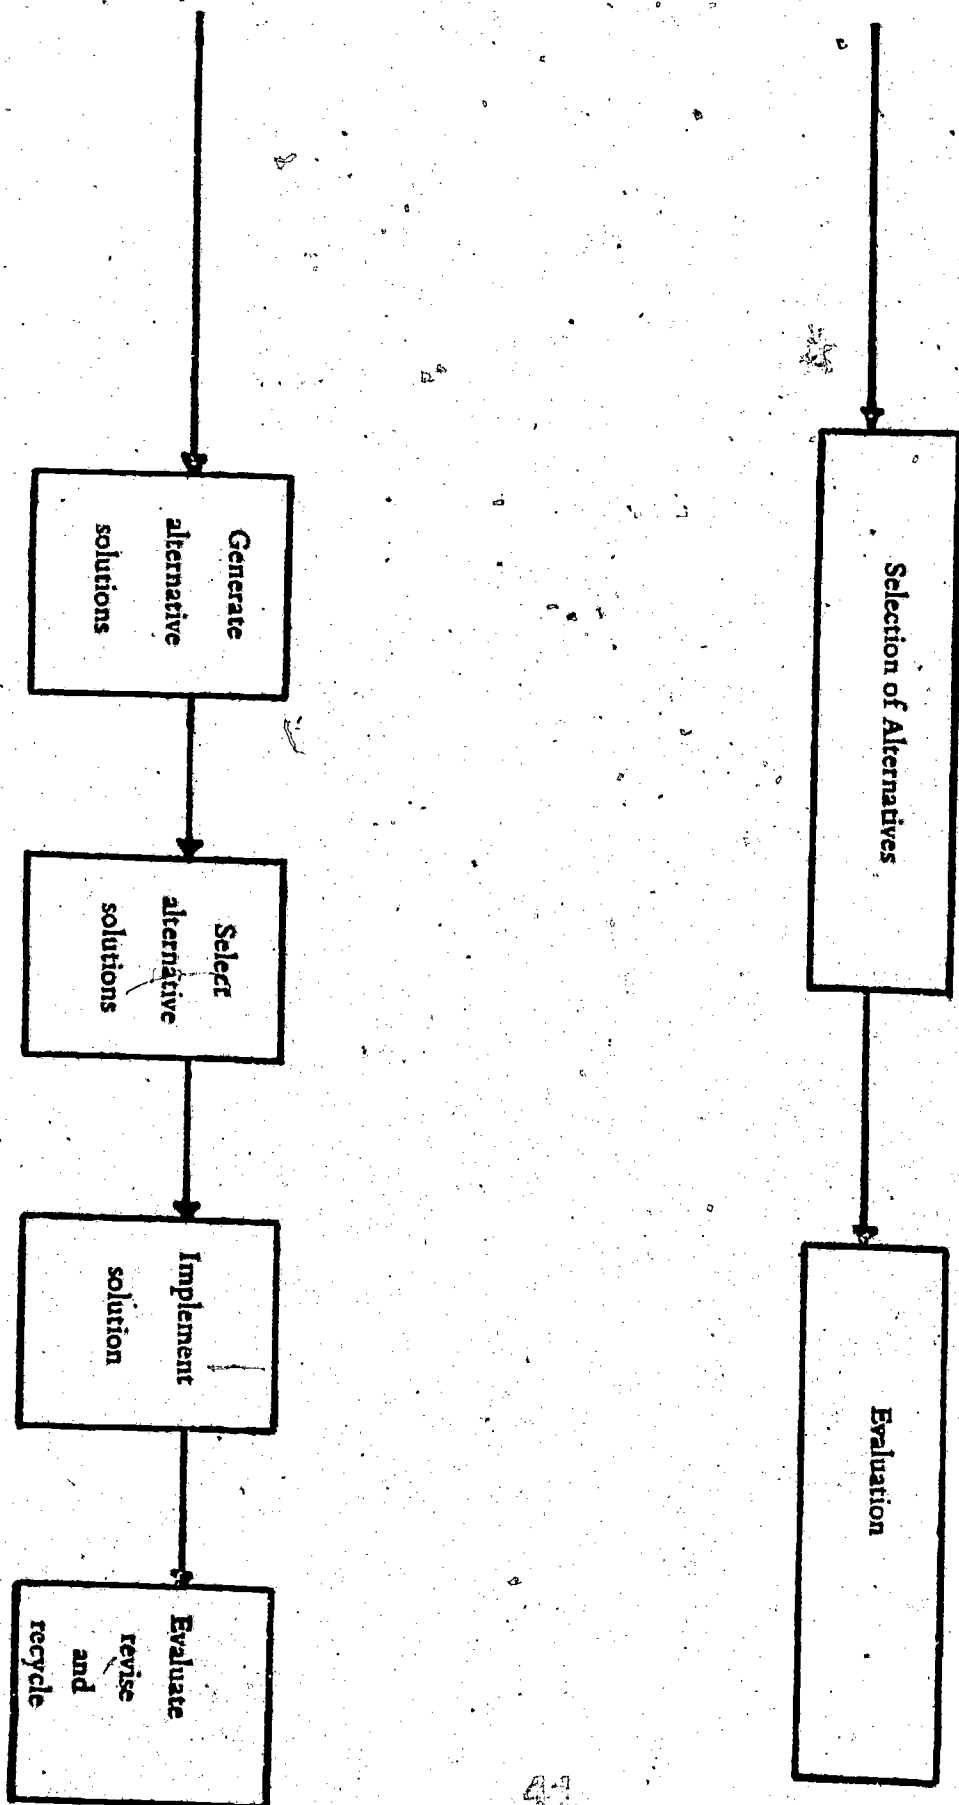 Selection of Alternatives
Evaluation
Generate
alternative
solutions
Select
alternative
solutions
Implement
solution
Evaluate
revise
and
recycle